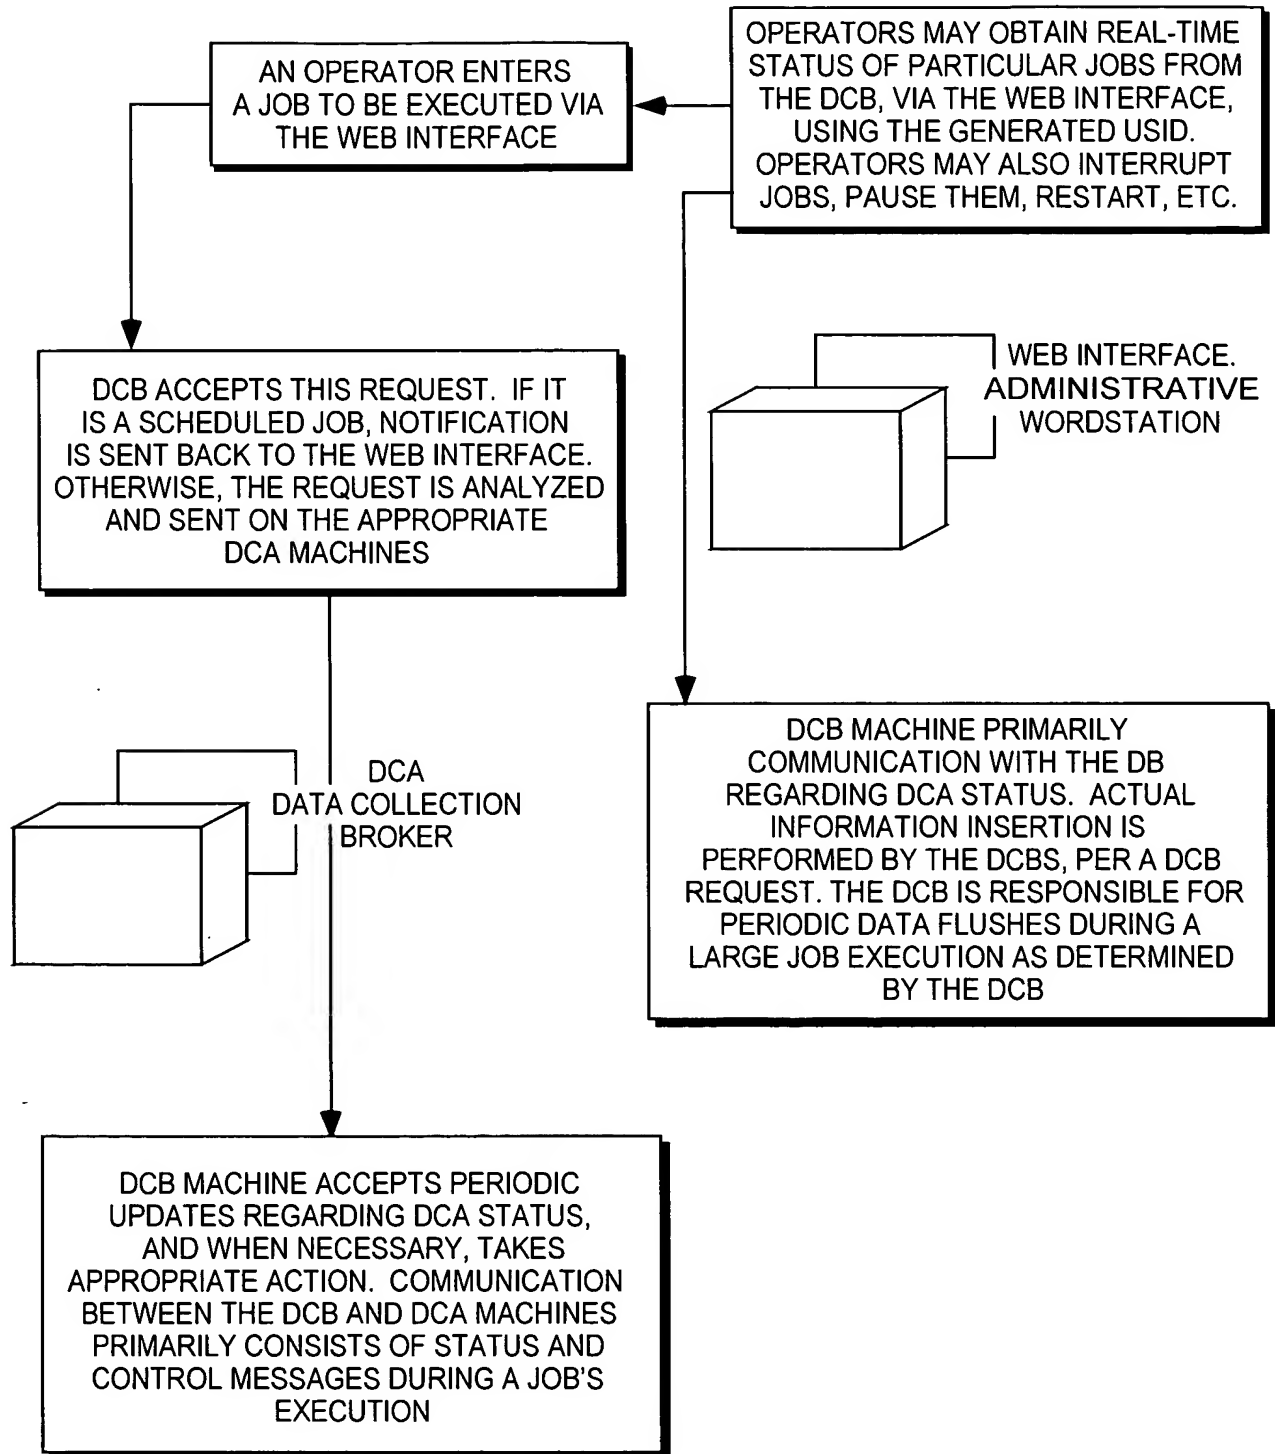 AN OPERATOR ENTERS
A JOB TO BE EXECUTED VIA
THE WEB INTERFACE
OPERATORS MAY OBTAIN REAL-TIME
STATUS OF PARTICULAR JOBS FROM
THE DCB, VIA THE WEB INTERFACE,
USING THE GENERATED USID.
OPERATORS MAY ALSO INTERRUPT
JOBS, PAUSE THEM, RESTART, ETC.
DCB ACCEPTS THIS REQUEST. IF IT
IS A SCHEDULED JOB, NOTIFICATION
IS SENT BACK TO THE WEB INTERFACE.
OTHERWISE, THE REQUEST IS ANALYZED
AND SENT ON THE APPROPRIATE
DCA MACHINES
WEB INTERFACE.
ADMINISTRATIVE
WORDSTATION
DCA
DATA COLLECTION
BROKER
DCB MACHINE PRIMARILY
COMMUNICATION WITH THE DB
REGARDING DCA STATUS. ACTUAL
INFORMATION INSERTION IS
PERFORMED BY THE DCBS, PER A DCB
REQUEST. THE DCB IS RESPONSIBLE FOR
PERIODIC DATA FLUSHES DURING A
LARGE JOB EXECUTION AS DETERMINED
BY THE DCB
DCB MACHINE ACCEPTS PERIODIC
UPDATES REGARDING DCA STATUS,
AND WHEN NECESSARY, TAKES
APPROPRIATE ACTION. COMMUNICATION
BETWEEN THE DCB AND DCA MACHINES
PRIMARILY CONSISTS OF STATUS AND
CONTROL MESSAGES DURING A JOB'S
EXECUTION